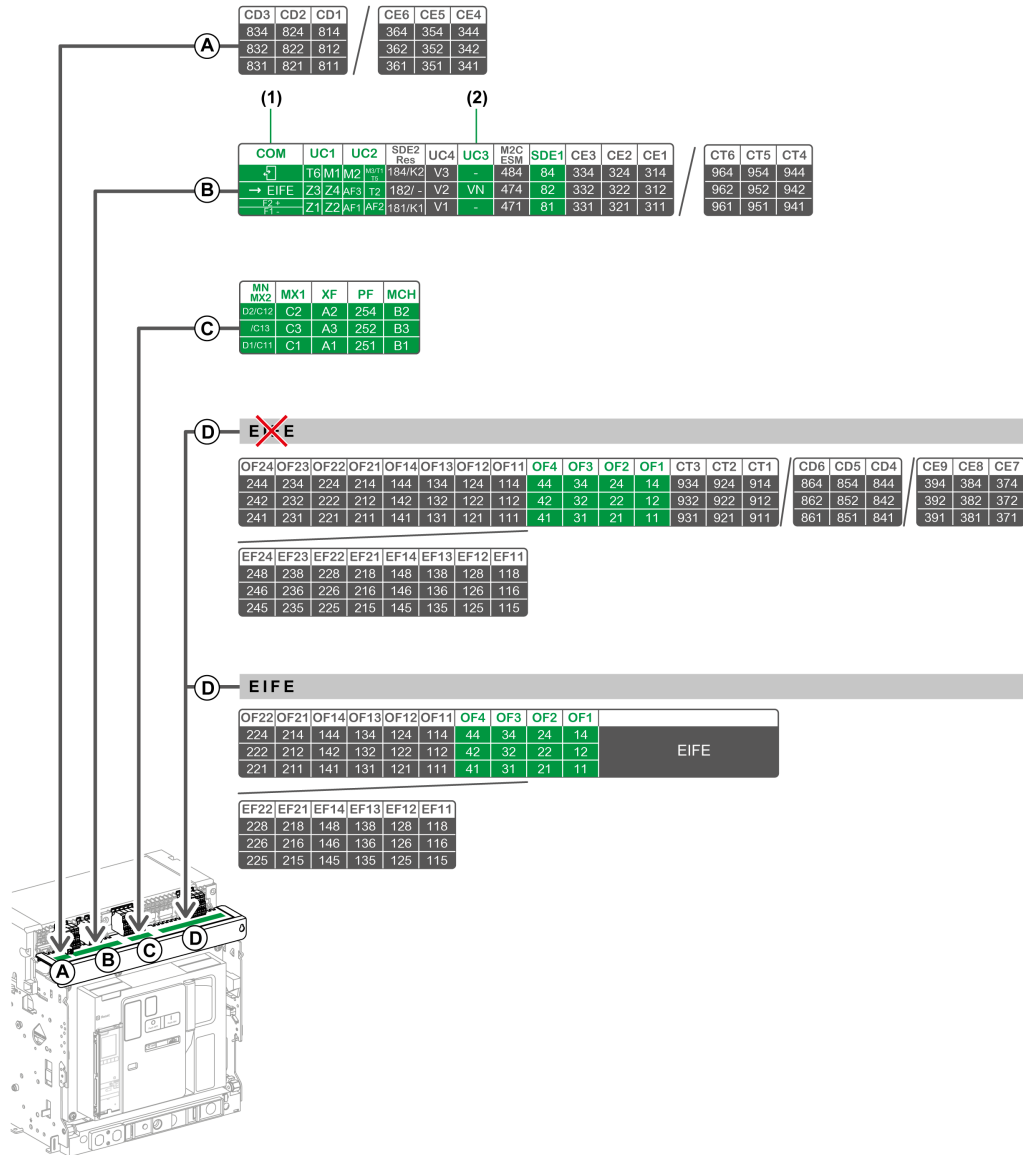 CD3 CD2 CD1 CE6 CE5 CE4
834 824 814 364 354 344
A 832 822 812 362 352 342
831 821 811 361 351 341
(1) (2)
COM UC1 UC2 SDE2 Res UC4 UC3 M2C ESM SDE1 CE3 CE2 CE1 CT6 CT5 CT4
T6 M1 M2 M3/T1 T5 184/K2 V3 - 484 84 334 324 314 964 954 944
B → EIFE Z3 Z4 AF3 T2 182/ - V2 VN 474 82 332 322 312 962 952 942
F2 + F1 - Z1 Z2 AF1 AF2 181/K1 V1 - 471 81 331 321 311 961 951 941
MN MX2 MX1 XF PF MCH
D2/C12 C2 A2 254 B2
C /C13 C3 A3 252 B3
D1/C11 C1 A1 251 B1
D EIFE
OF24 OF23 OF22 OF21 OF14 OF13 OF12 OF11 OF4 OF3 OF2 OF1 CT3 CT2 CT1 CD6 CD5 CD4 CE9 CE8 CE7
244 234 224 214 144 134 124 114 44 34 24 14 934 924 914 864 854 844 394 384 374
242 232 222 212 142 132 122 112 42 32 22 12 932 922 912 862 852 842 392 382 372
241 231 221 211 141 131 121 111 41 31 21 11 931 921 911 861 851 841 391 381 371
EF24 EF23 EF22 EF21 EF14 EF13 EF12 EF11
248 238 228 218 148 138 128 118
246 236 226 216 146 136 126 116
245 235 225 215 145 135 125 115
D EIFE
OF22 OF21 OF14 OF13 OF12 OF11 OF4 OF3 OF2 OF1
224 214 144 134 124 114 44 34 24 14
222 212 142 132 122 112 42 32 22 12 EIFE
221 211 141 131 121 111 41 31 21 11
EF22 EF21 EF14 EF13 EF12 EF11
228 218 148 138 128 118
226 216 146 136 126 116
225 215 145 135 125 115
A B C D